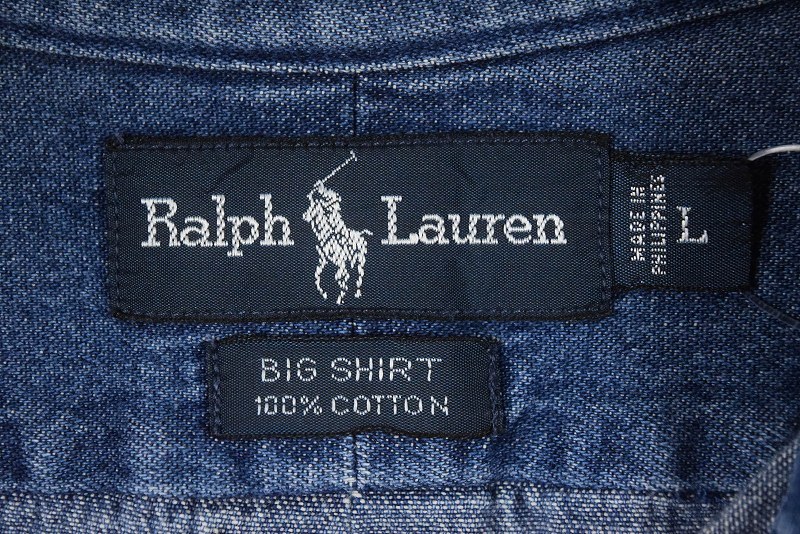 Ralph Lauren
MADE IN
PHILIPPINES
L
BIG SHIRT
100% COTTON